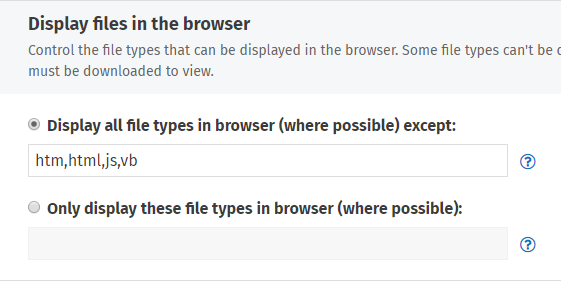 Display files in the browser
Control the file types that can be displayed in the browser. Some file types can't be
must be downloaded to view.
Display all file types in browser (where possible) except:
htm,html,js,vb
?
Only display these file types in browser (where possible):
?